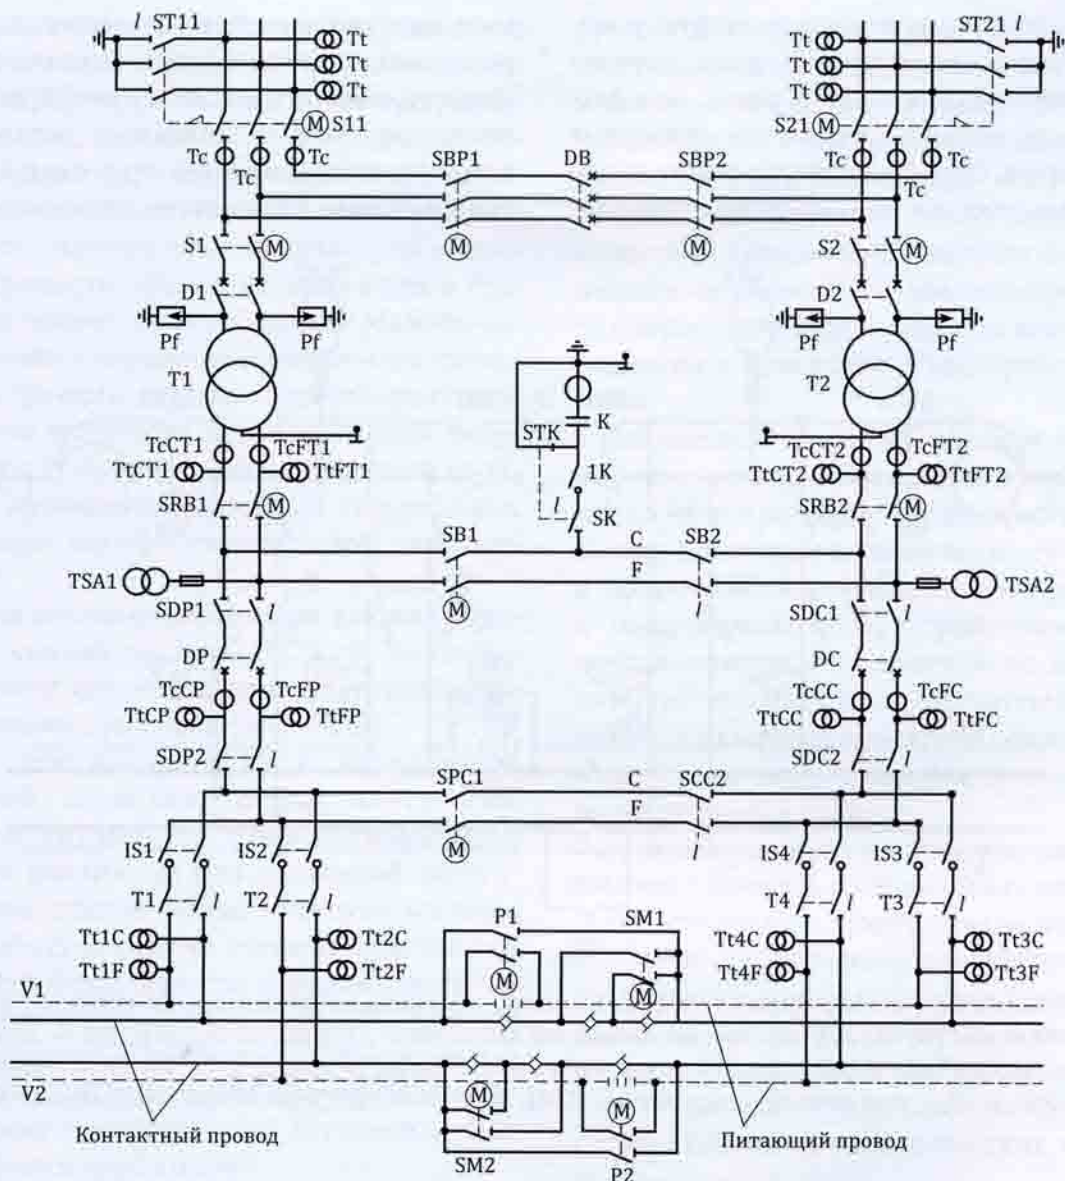 l ST11
ST21 l
Tt
Tt
Tt
Tt
Tt
Tt
M S11
S21 M
Tc Tc
Tc
SBP1 DB SBP2
Tc Tc
Tc
S1 M
M M
S2 M
D1
D2
Pf Pf
Pf Pf
T1
T2
K
STK
1K
l
SK
TcCT1 TcFT1
TtCT1 TtFT1
TcCT2 TcFT2
TtCT2 TtFT2
SRB1 M
SRB2 M
SB1 C SB2
F
M l
TSA1
TSA2
SDP1 l
SDC1 l
DP
DC
TcCP TcFP
TtCP TtFP
TcCC TcFC
TtCC TtFC
SDP2 l
SDC2 l
SPC1 C SCC2
F
M l
IS1 IS2
IS4 IS3
T1 l T2 l
T4 l T3 l
P1 SM1
Tt1C Tt2C
Tt1F Tt2F
Tt4C Tt3C
Tt4F Tt3F
M M
V1
V2
M M
SM2 P2
Контактный провод
Питающий провод